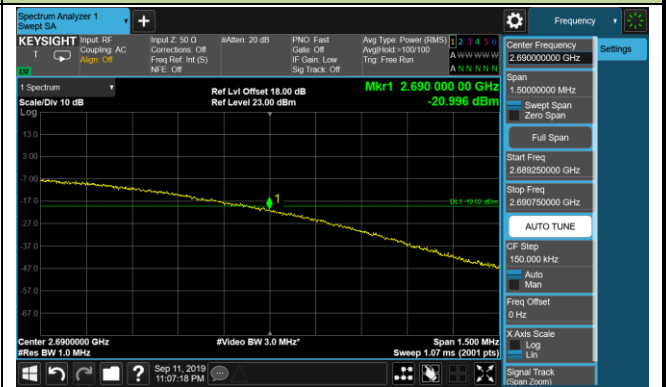 Spectrum Analyzer 1
Swept SA
+
Frequency
KEYSIGHT
T
Input: RF
Coupling: AC
Align: Off
Input Z: 50 Ω
Corrections: Off
Freq Ref: Int (S)
NFE: Off
#Atten: 20 dB
PNO: Fast
Gate: Off
IF Gain: Low
Sig Track: Off
Avg Type: Power (RMS)
Avg|Hold >100/100
Trig: Free Run
1 2 3 4 5 6
A W W W W W
A N N N N N
Center Frequency
2.690000000 GHz
Settings
Span
1.50000000 MHz
Swept Span
Zero Span
Full Span
Start Freq
2.689250000 GHz
Stop Freq
2.690750000 GHz
AUTO TUNE
CF Step
150.000 kHz
Auto
Man
Freq Offset
0 Hz
X Axis Scale
Log
Lin
Signal Track
(Span Zoom)
1 Spectrum
Scale/Div 10 dB
Log
Ref Lvl Offset 18.00 dB
Ref Level 23.00 dBm
Mkr1 2.690 000 00 GHz
-20.996 dBm
13.0
3.00
-7.00
-17.0
-27.0
-37.0
-47.0
-57.0
-67.0
1
DL1 -19.02 dBm
Center 2.6900000 GHz
#Res BW 1.0 MHz
#Video BW 3.0 MHz*
Span 1.500 MHz
Sweep 1.07 ms (2001 pts)
?
Sep 11, 2019
11:07:18 PM